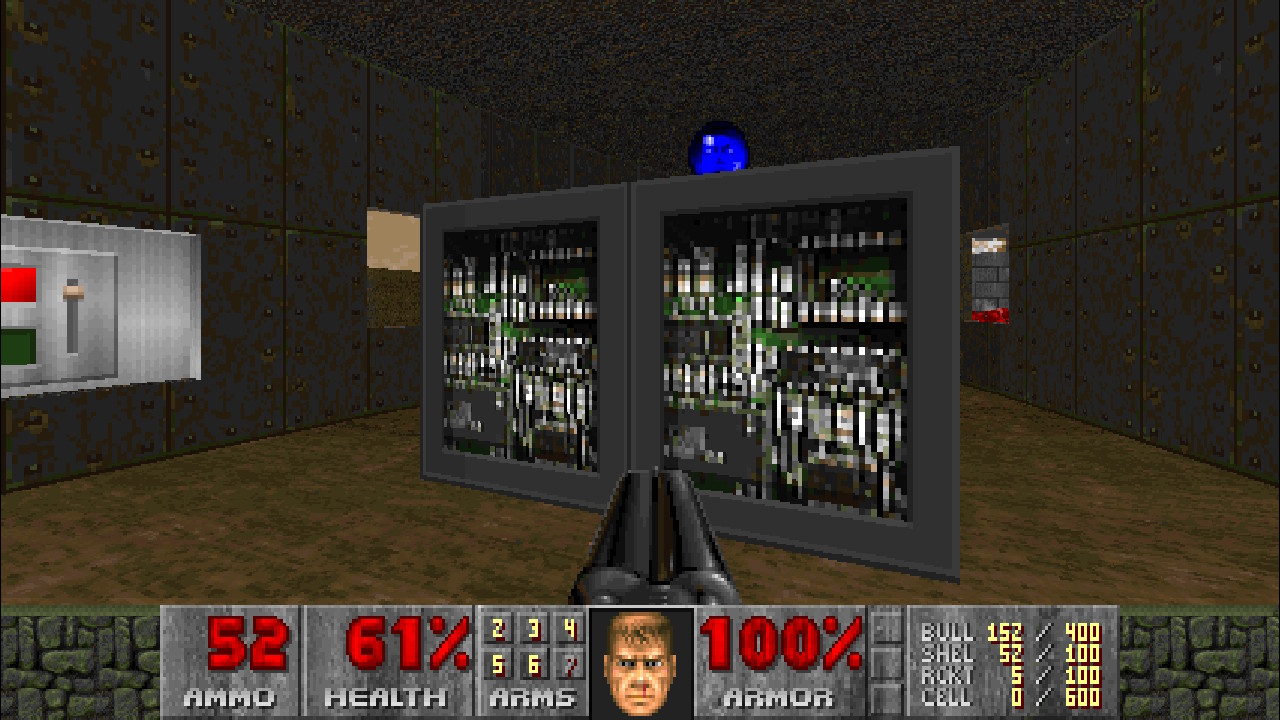 52 61% 2 3 4 100% BULL 152 / 400
SHEL 52 / 100
5 6 7 RCKT 5 / 100
AMMO HEALTH ARMS ARMOR CELL 0 / 600